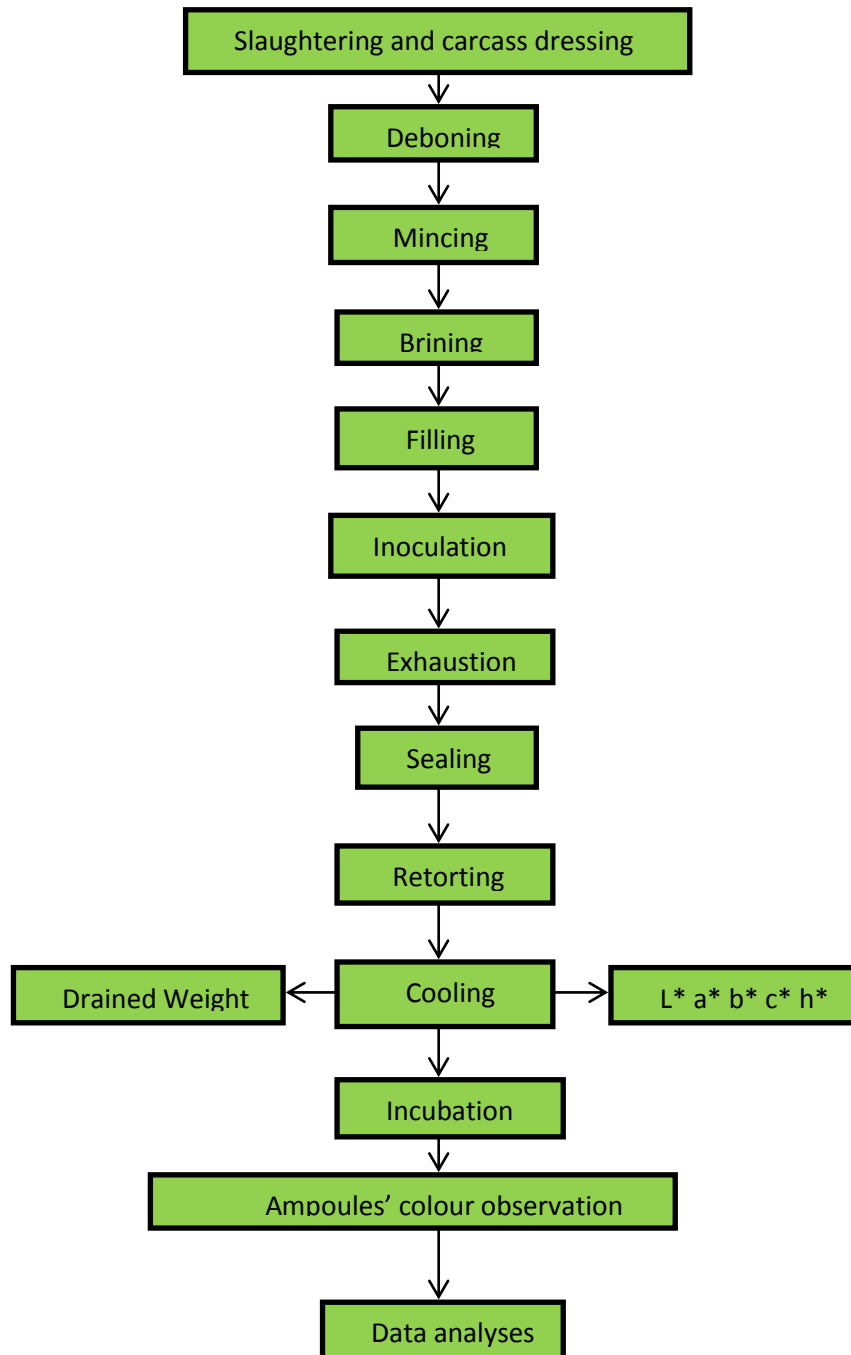 Slaughtering and carcass dressing
Deboning
Mincing
Brining
Filling
Inoculation
Exhaustion
Sealing
Retorting
Drained Weight
Cooling
L* a* b* c* h*
Incubation
Ampoules’ colour observation
Data analyses